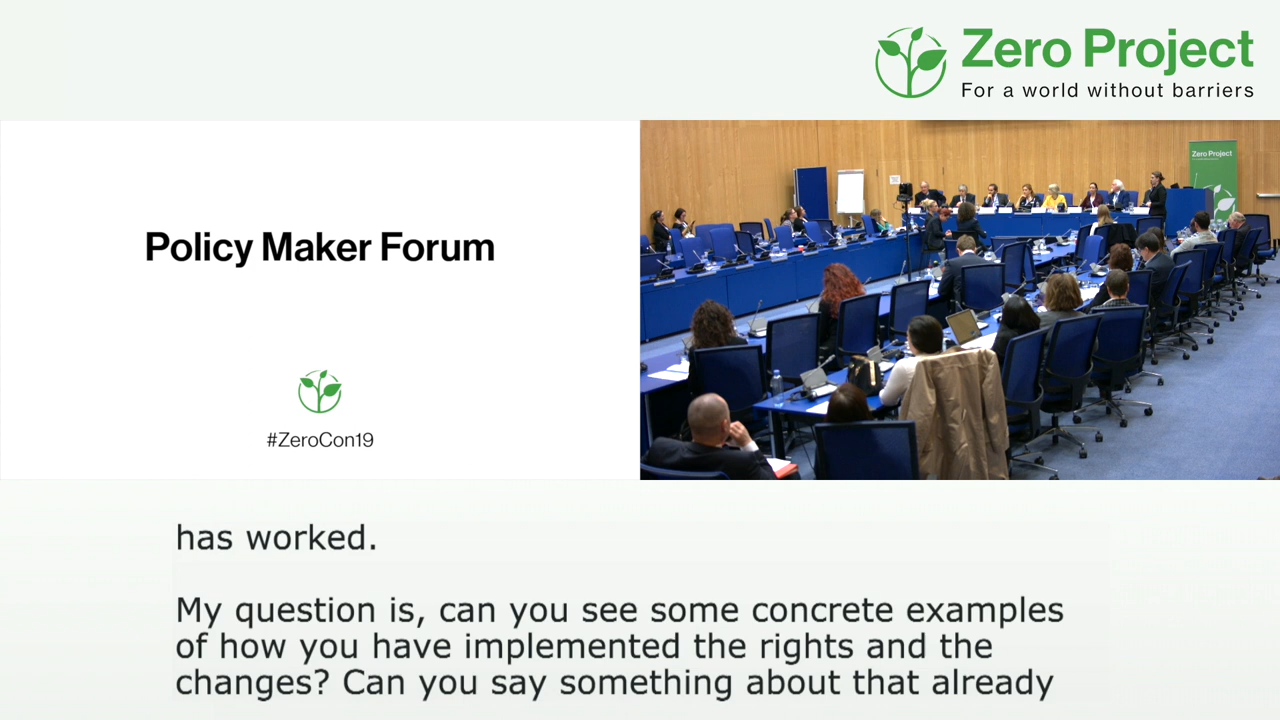 Zero Project
For a world without barriers
Policy Maker Forum
Zero Project
#ZeroCon19
has worked.
My question is, can you see some concrete examples
of how you have implemented the rights and the
changes? Can you say something about that already